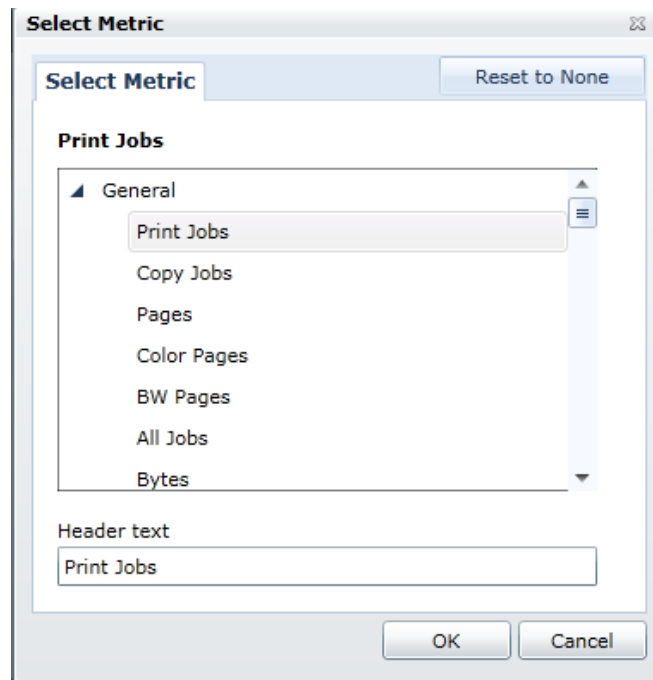 Select Metric
Select Metric
Reset to None
Print Jobs
General
Print Jobs
Copy Jobs
Pages
Color Pages
BW Pages
All Jobs
Bytes
Header text
Print Jobs
OK
Cancel